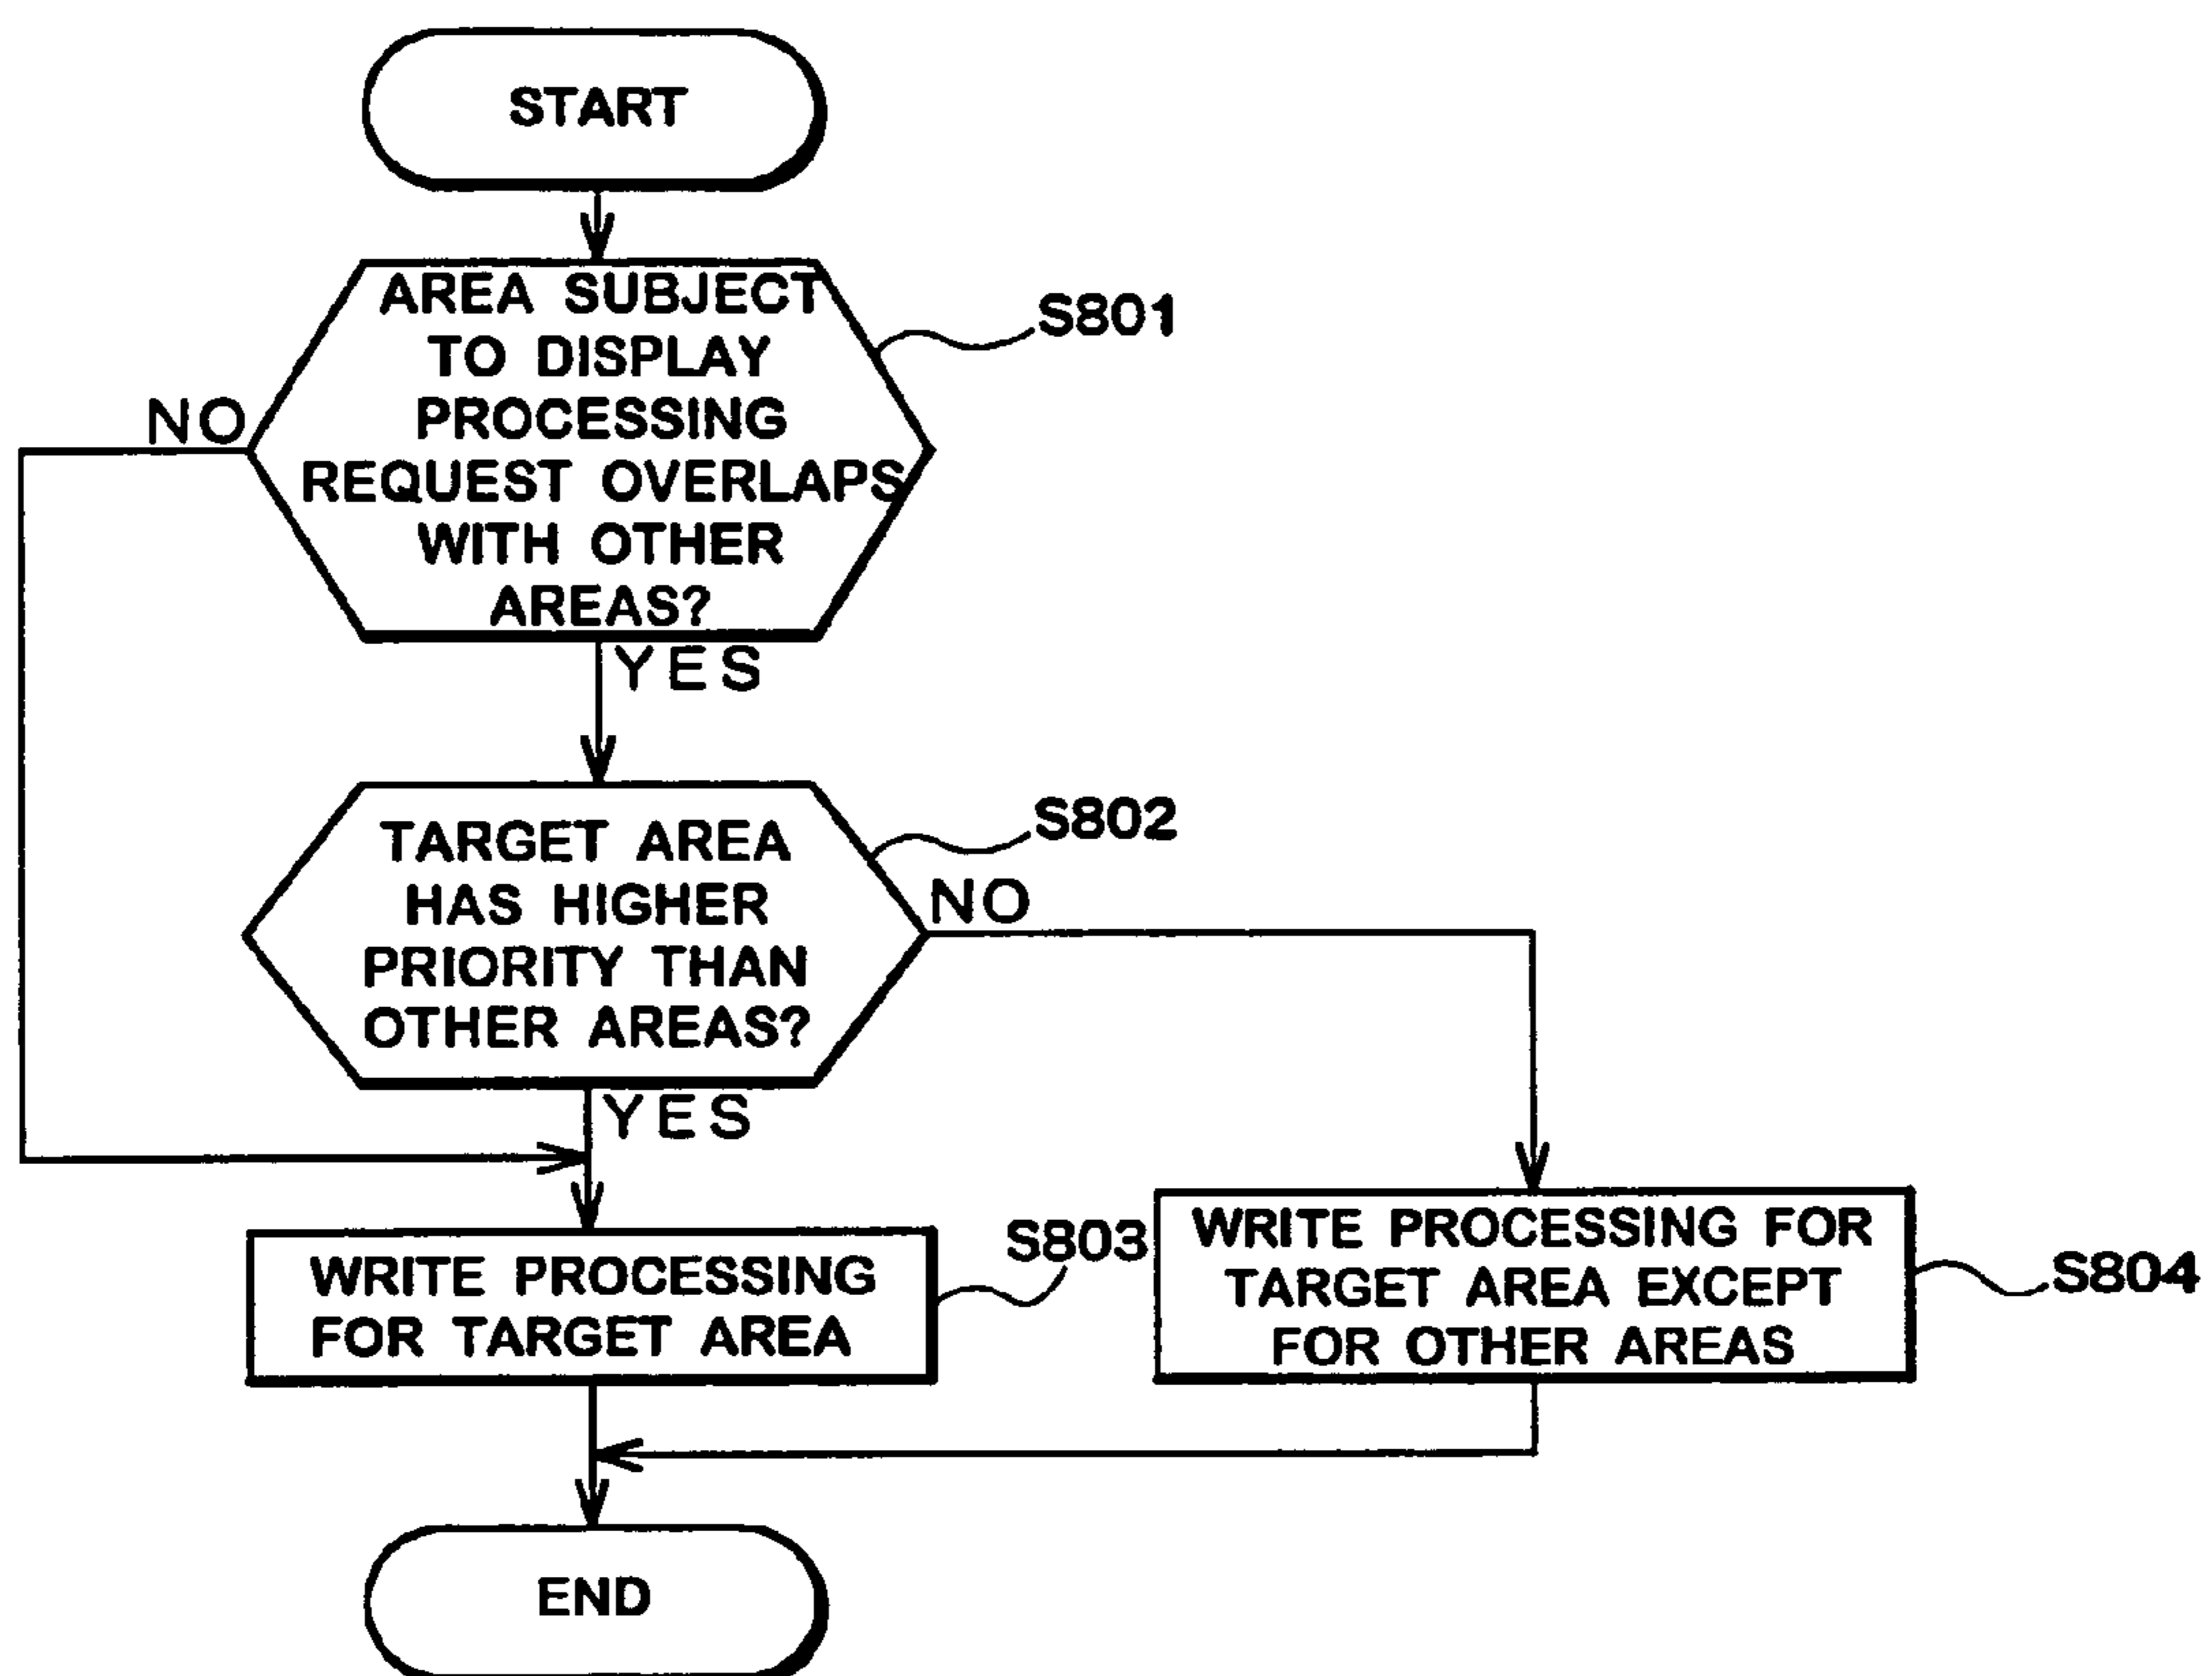 START
AREA SUBJECT
TO DISPLAY
PROCESSING
REQUEST OVERLAPS
WITH OTHER
AREAS?
S801
NO
YES
TARGET AREA
HAS HIGHER
PRIORITY THAN
OTHER AREAS?
S802
NO
YES
WRITE PROCESSING
FOR TARGET AREA
S803
WRITE PROCESSING FOR
TARGET AREA EXCEPT
FOR OTHER AREAS
S804
END